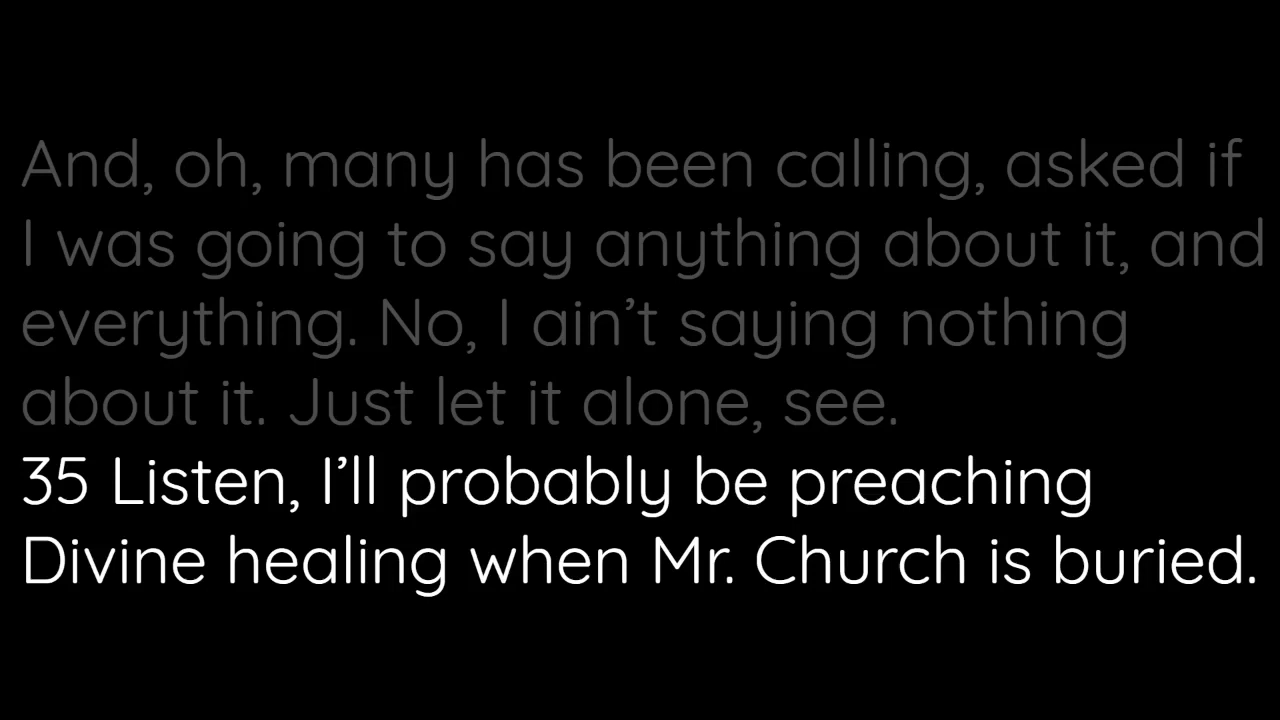 And, oh, many has been calling, asked if
I was going to say anything about it, and
everything. No, I ain’t saying nothing
about it. Just let it alone, see.
35 Listen, I’ll probably be preaching
Divine healing when Mr. Church is buried.